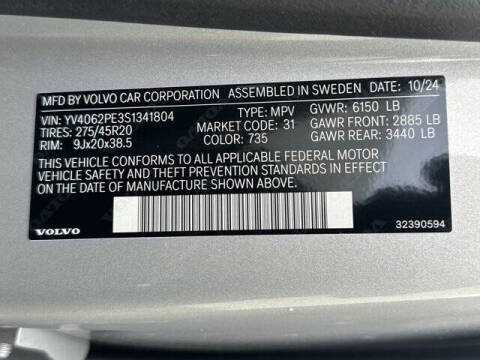 MFD BY VOLVO CAR CORPORATION ASSEMBLED IN SWEDEN DATE: 10/24
VIN: YV4062PE3S1341804 TYPE: MPV GVWR: 6150 LB
TIRES: 275/45R20 MARKET CODE: 31 GAWR FRONT: 2885 LB
RIM: 9Jx20x38.5 COLOR: 735 GAWR REAR: 3440 LB
THIS VEHICLE CONFORMS TO ALL APPLICABLE FEDERAL MOTOR
VEHICLE SAFETY AND THEFT PREVENTION STANDARDS IN EFFECT ON THE
DATE OF MANUFACTURE SHOWN ABOVE.
VOLVO 32390594